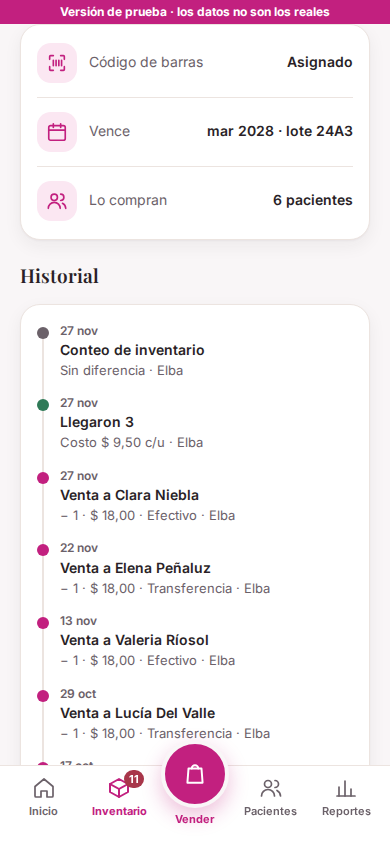 Versión de prueba · los datos no son los reales
Código de barras Asignado
Vence mar 2028 · lote 24A3
Lo compran 6 pacientes
Historial
27 nov
Conteo de inventario
Sin diferencia · Elba
27 nov
Llegaron 3
Costo $ 9,50 c/u · Elba
27 nov
Venta a Clara Niebla
− 1 · $ 18,00 · Efectivo · Elba
22 nov
Venta a Elena Peñaluz
− 1 · $ 18,00 · Transferencia · Elba
13 nov
Venta a Valeria Ríosol
− 1 · $ 18,00 · Efectivo · Elba
29 oct
Venta a Lucía Del Valle
− 1 · $ 18,00 · Transferencia · Elba
11
Inicio Inventario Vender Pacientes Reportes